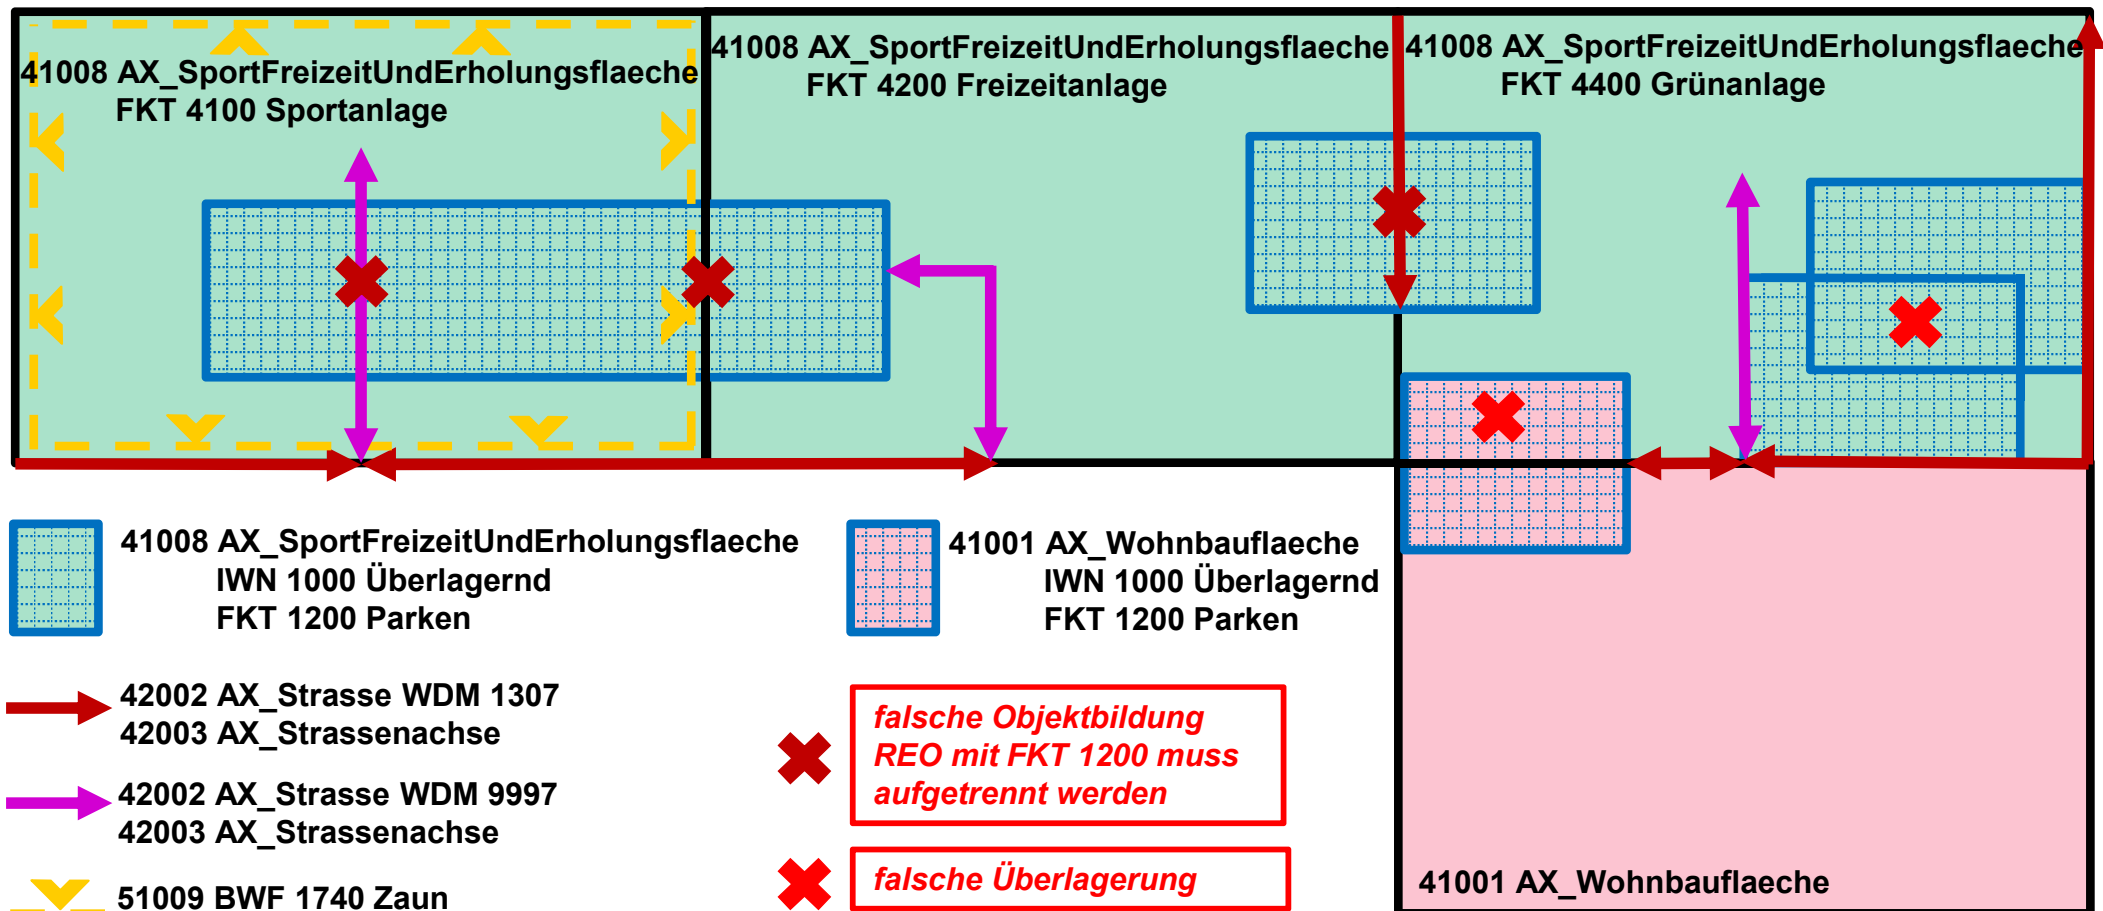 41008 AX_SportFreizeitUndErholungsflaeche
FKT 4100 Sportanlage
41008 AX_SportFreizeitUndErholungsflaeche
FKT 4200 Freizeitanlage
41008 AX_SportFreizeitUndErholungsflaeche
FKT 4400 Grünanlage
41008 AX_SportFreizeitUndErholungsflaeche
IWN 1000 Überlagernd
FKT 1200 Parken
41001 AX_Wohnbauflaeche
IWN 1000 Überlagernd
FKT 1200 Parken
42002 AX_Strasse WDM 1307
42003 AX_Strassenachse
42002 AX_Strasse WDM 9997
42003 AX_Strassenachse
51009 BWF 1740 Zaun
falsche Objektbildung
REO mit FKT 1200 muss
aufgetrennt werden
falsche Überlagerung
41001 AX_Wohnbauflaeche